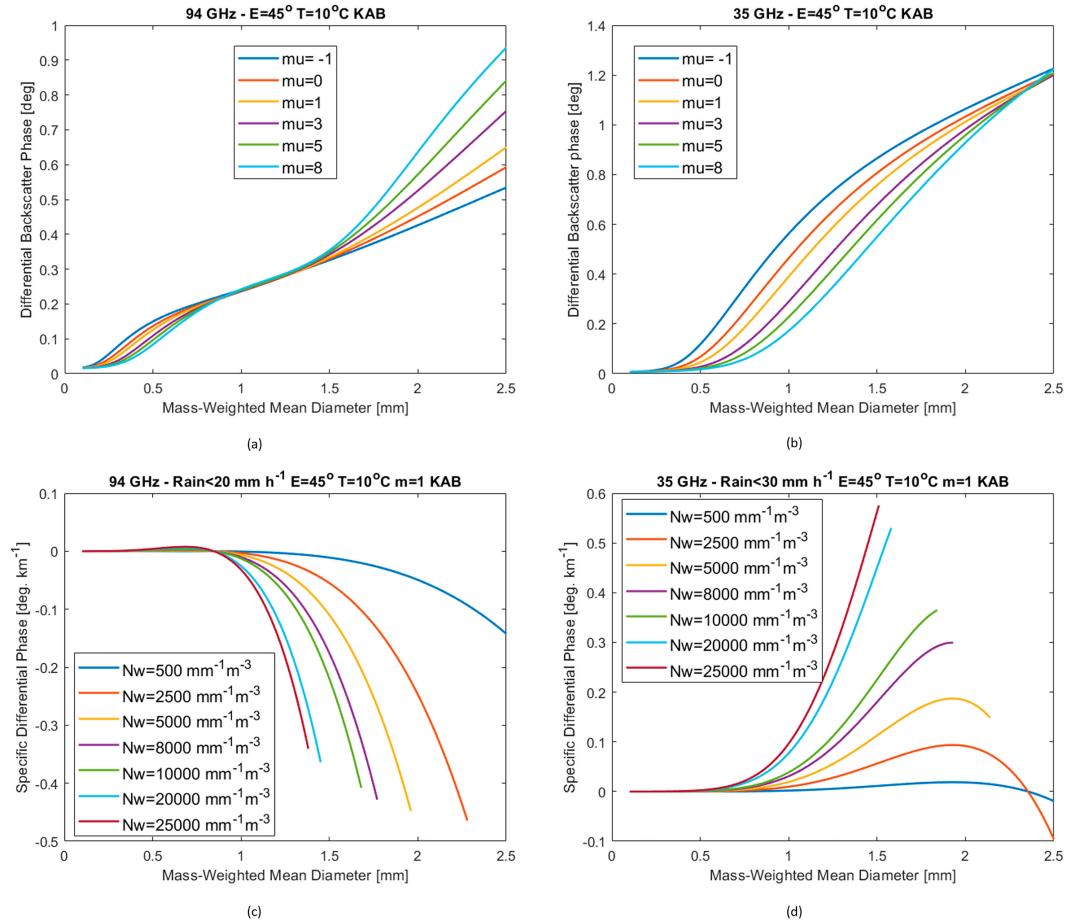 94 GHz - E=45° T=10°C KAB
Differential Backscatter Phase [deg]
1
0.9
0.8
0.7
0.6
0.5
0.4
0.3
0.2
0.1
0
mu= -1
mu=0
mu=1
mu=3
mu=5
mu=8
0 0.5 1 1.5 2 2.5
Mass-Weighted Mean Diameter [mm]
(a)
35 GHz - E=45° T=10°C KAB
Differential Backscatter phase [deg]
1.4
1.2
1
0.8
0.6
0.4
0.2
0
mu= -1
mu=0
mu=1
mu=3
mu=5
mu=8
0 0.5 1 1.5 2 2.5
Mass-Weighted Mean Diameter [mm]
(b)
94 GHz - Rain<20 mm h⁻¹ E=45° T=10°C m=1 KAB
Specific Differential Phase [deg. km⁻¹]
0.1
0
-0.1
-0.2
-0.3
-0.4
-0.5
Nw=500 mm⁻¹m⁻³
Nw=2500 mm⁻¹m⁻³
Nw=5000 mm⁻¹m⁻³
Nw=8000 mm⁻¹m⁻³
Nw=10000 mm⁻¹m⁻³
Nw=20000 mm⁻¹m⁻³
Nw=25000 mm⁻¹m⁻³
0 0.5 1 1.5 2 2.5
Mass-Weighted Mean Diameter [mm]
(c)
35 GHz - Rain<30 mm h⁻¹ E=45° T=10°C m=1 KAB
Specific Differential Phase [deg. km⁻¹]
0.6
0.5
0.4
0.3
0.2
0.1
0
-0.1
Nw=500 mm⁻¹m⁻³
Nw=2500 mm⁻¹m⁻³
Nw=5000 mm⁻¹m⁻³
Nw=8000 mm⁻¹m⁻³
Nw=10000 mm⁻¹m⁻³
Nw=20000 mm⁻¹m⁻³
Nw=25000 mm⁻¹m⁻³
0 0.5 1 1.5 2 2.5
Mass-Weighted Mean Diameter [mm]
(d)